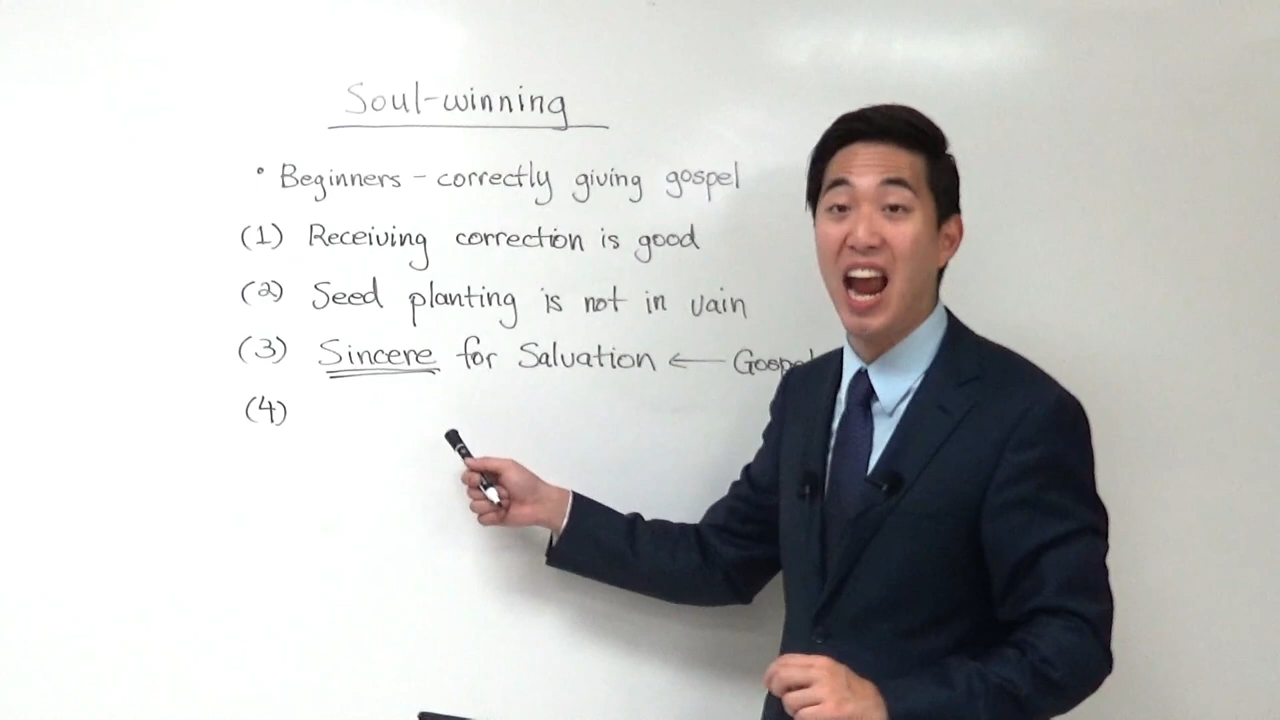 Soul-winning
• Beginners - correctly giving gospel
(1) Receiving correction is good
(2) Seed planting is not in vain
(3) Sincere for Salvation ← Gospel
(4)